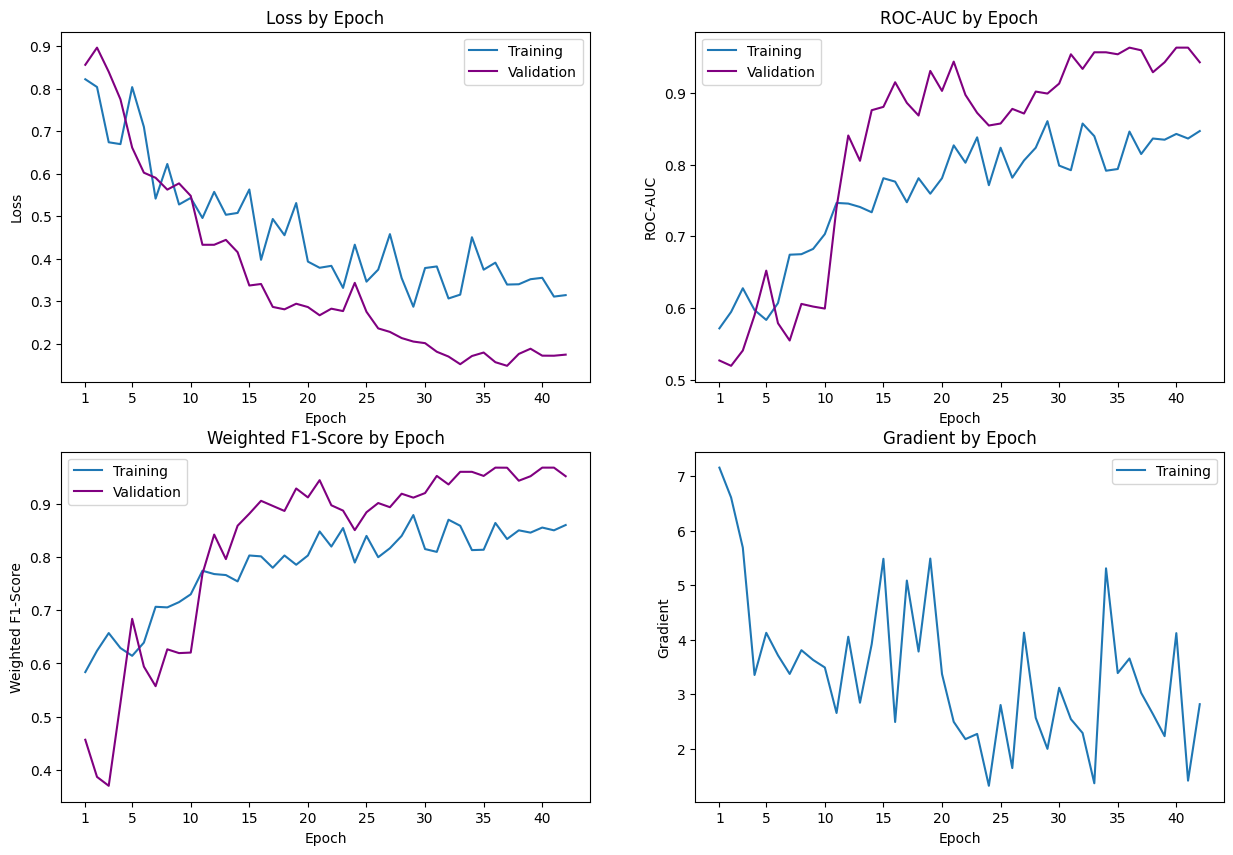 Loss by Epoch
Training
Validation
0.9
0.8
0.7
0.6
0.5
0.4
0.3
0.2
Loss
1 5 10 15 20 25 30 35 40
Epoch
ROC-AUC by Epoch
Training
Validation
0.9
0.8
0.7
0.6
0.5
ROC-AUC
1 5 10 15 20 25 30 35 40
Epoch
Weighted F1-Score by Epoch
Training
Validation
0.9
0.8
0.7
0.6
0.5
0.4
Weighted F1-Score
1 5 10 15 20 25 30 35 40
Epoch
Gradient by Epoch
Training
7
6
5
4
3
2
Gradient
1 5 10 15 20 25 30 35 40
Epoch